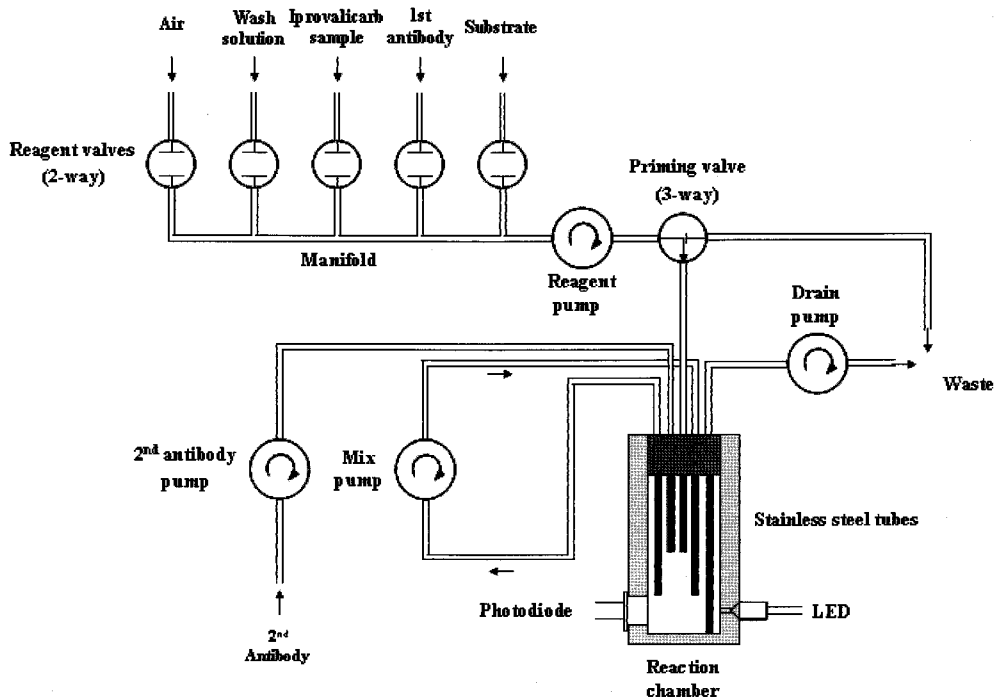 Air
Wash
solution
Iprovalicarb
sample
1st
antibody
Substrate
Reagent valves
(2-way)
Priming valve
(3-way)
Manifold
Reagent
pump
Drain
pump
Waste
2nd antibody
pump
Mix
pump
Stainless steel tubes
Photodiode
LED
2nd
Antibody
Reaction
chamber